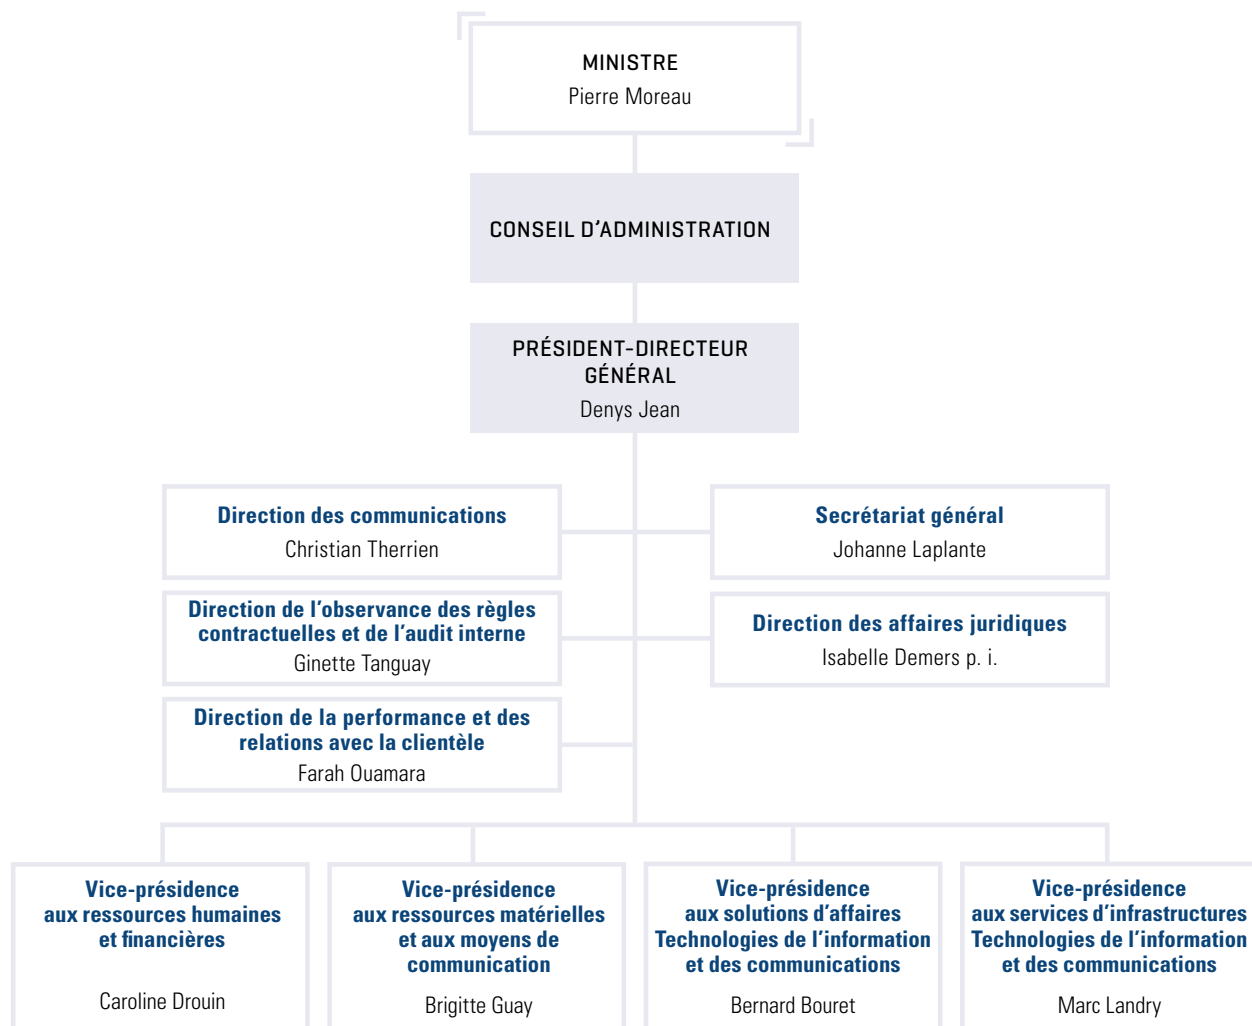 MINISTRE
Pierre Moreau
CONSEIL D'ADMINISTRATION
PRÉSIDENT-DIRECTEUR
GÉNÉRAL
Denys Jean
Direction des communications
Christian Therrien
Secrétariat général
Johanne Laplante
Direction de l'observance des règles
contractuelles et de l'audit interne
Ginette Tanguay
Direction des affaires juridiques
Isabelle Demers p. i.
Direction de la performance et des
relations avec la clientèle
Farah Ouamara
Vice-présidence
aux ressources humaines
et financières
Caroline Drouin
Vice-présidence
aux ressources matérielles
et aux moyens de
communication
Brigitte Guay
Vice-présidence
aux solutions d'affaires
Technologies de l'information
et des communications
Bernard Bouret
Vice-présidence
aux services d'infrastructures
Technologies de l'information
et des communications
Marc Landry